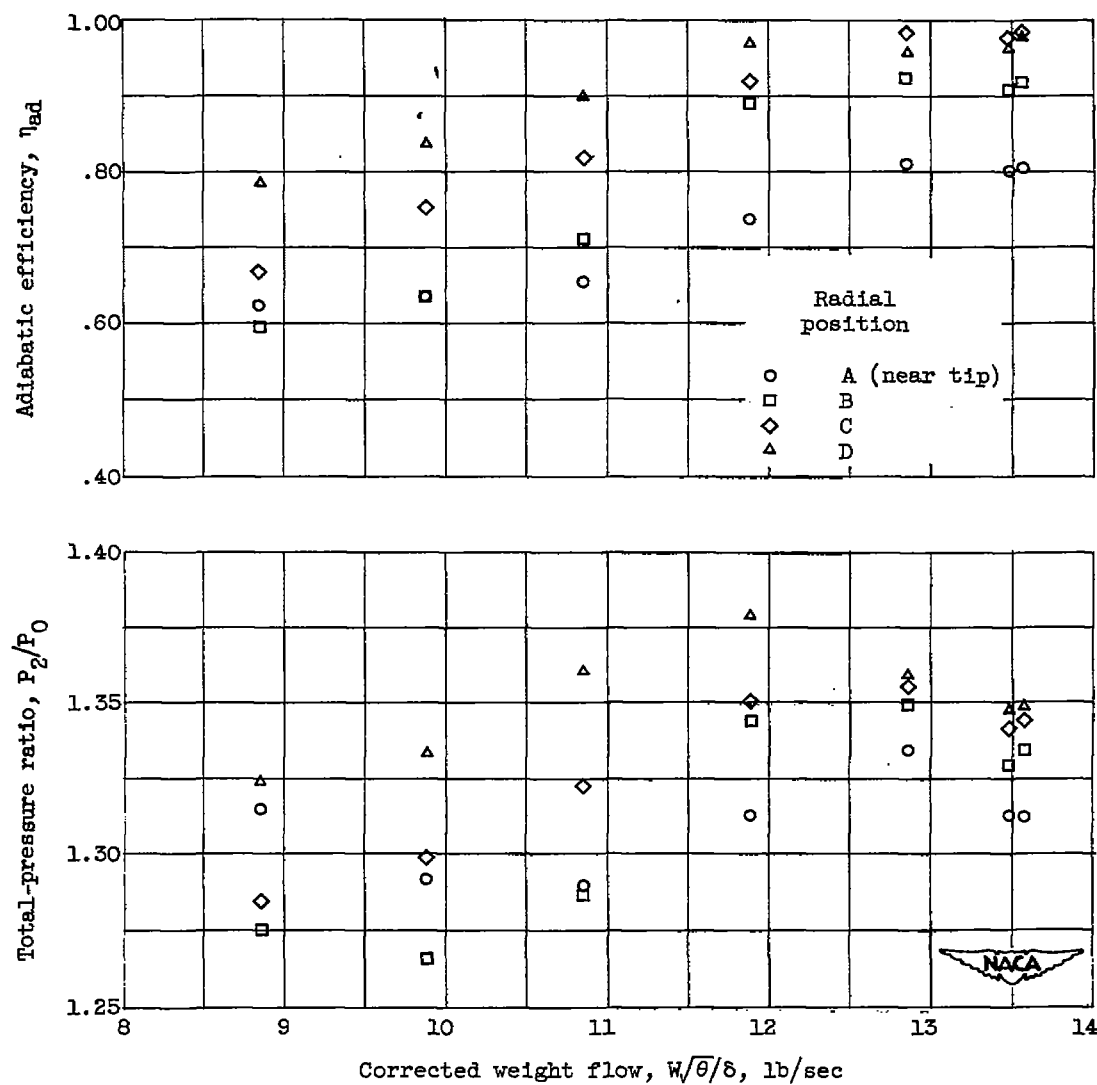 1.00
.80
.60
.40
Adiabatic efficiency, ηad
Radial
position
A (near tip)
B
C
D
1.40
1.35
1.30
1.25
Total-pressure ratio, P2/P0
NACA
8 9 10 11 12 13 14
Corrected weight flow, W√θ/δ, lb/sec